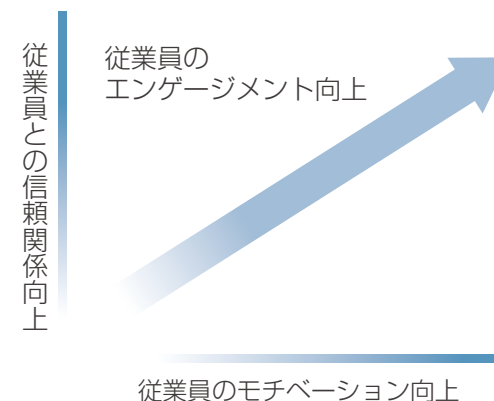 従業員との信頼関係向上
従業員の
エンゲージメント向上
従業員のモチベーション向上